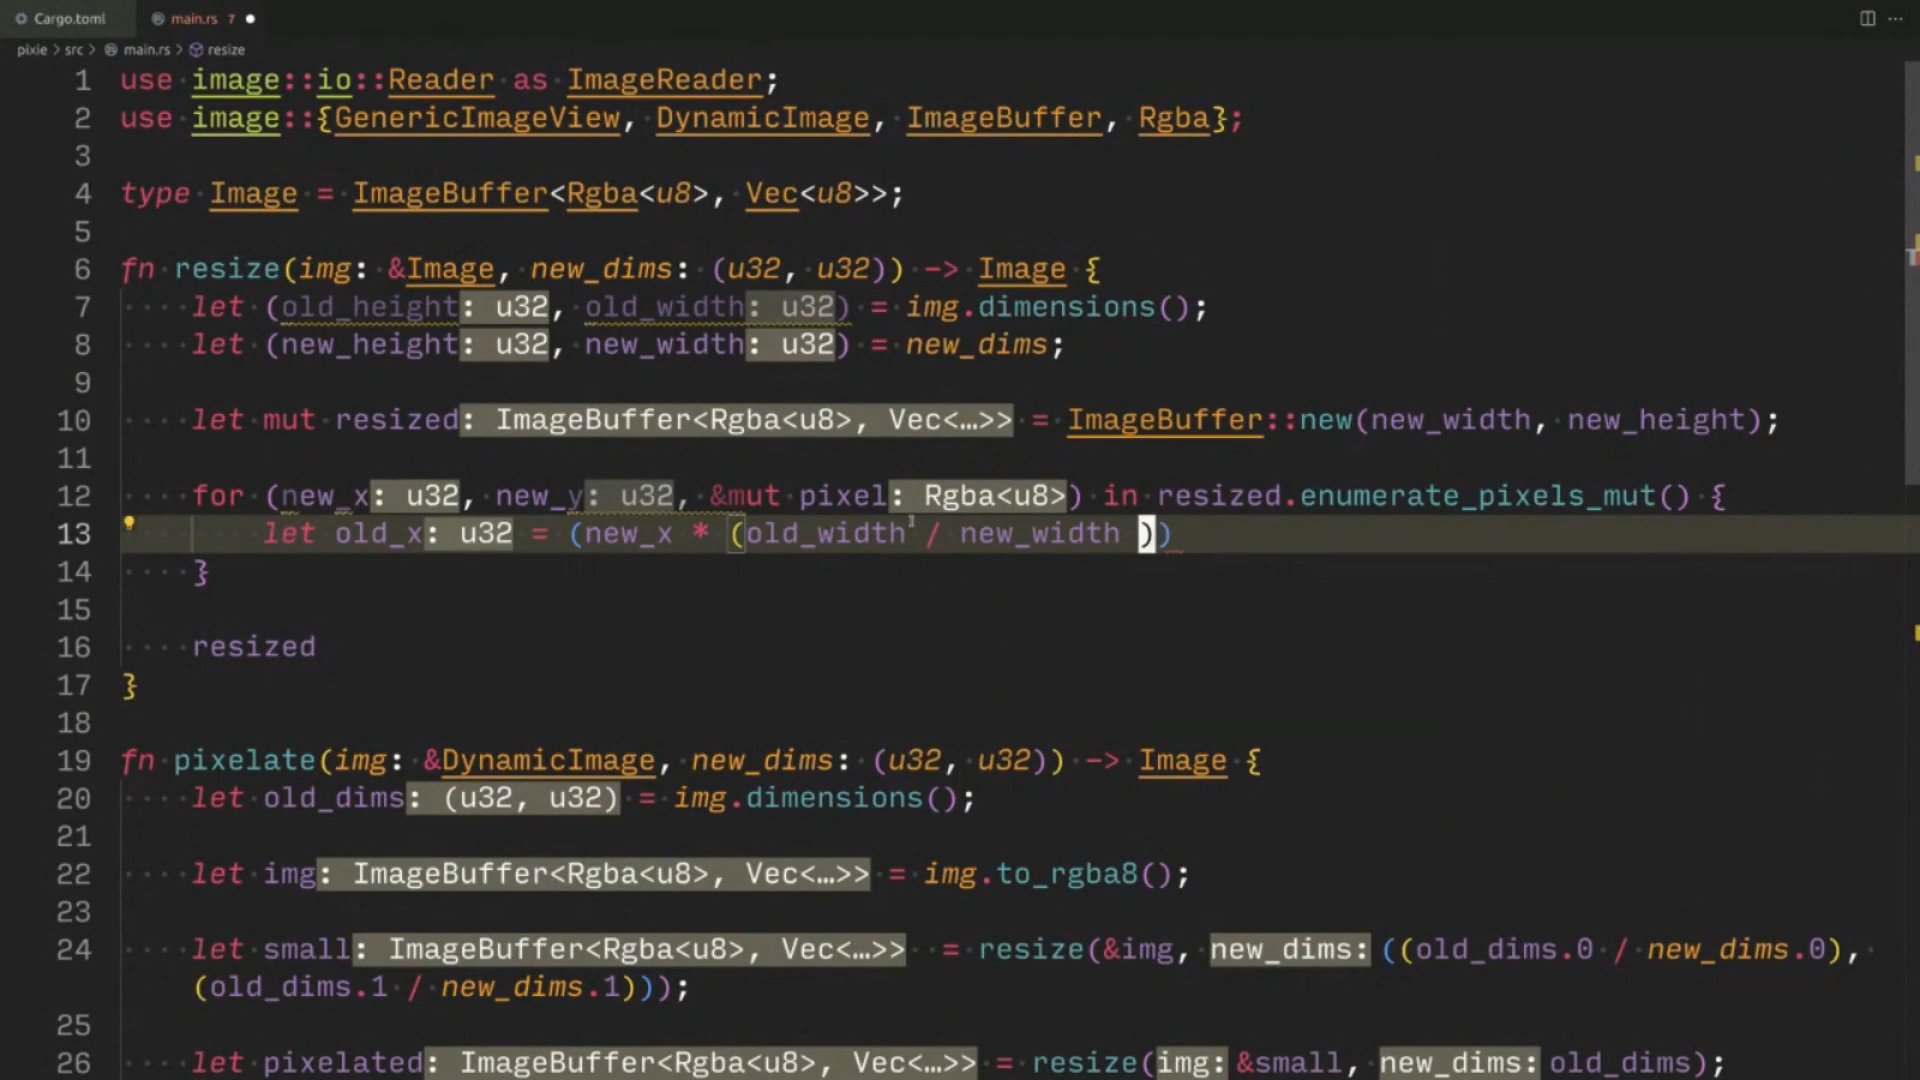 Cargo.toml main.rs 7
pixie > src > main.rs > resize
1 use image::io::Reader as ImageReader;
2 use image::{GenericImageView, DynamicImage, ImageBuffer, Rgba};
3
4 type Image = ImageBuffer<Rgba<u8>, Vec<u8>>;
5
6 fn resize(img: &Image, new_dims: (u32, u32)) -> Image {
7 let (old_height: u32, old_width: u32) = img.dimensions();
8 let (new_height: u32, new_width: u32) = new_dims;
9
10 let mut resized: ImageBuffer<Rgba<u8>, Vec<…>> = ImageBuffer::new(new_width, new_height);
11
12 for (new_x: u32, new_y: u32, &mut pixel: Rgba<u8>) in resized.enumerate_pixels_mut() {
13 let old_x: u32 = (new_x * (old_width / new_width ))
14 }
15
16 resized
17 }
18
19 fn pixelate(img: &DynamicImage, new_dims: (u32, u32)) -> Image {
20 let old_dims: (u32, u32) = img.dimensions();
21
22 let img: ImageBuffer<Rgba<u8>, Vec<…>> = img.to_rgba8();
23
24 let small: ImageBuffer<Rgba<u8>, Vec<…>> = resize(&img, new_dims: ((old_dims.0 / new_dims.0),
(old_dims.1 / new_dims.1)));
25
26 let pixelated: ImageBuffer<Rgba<u8>, Vec<…>> = resize(img: &small, new_dims: old_dims);